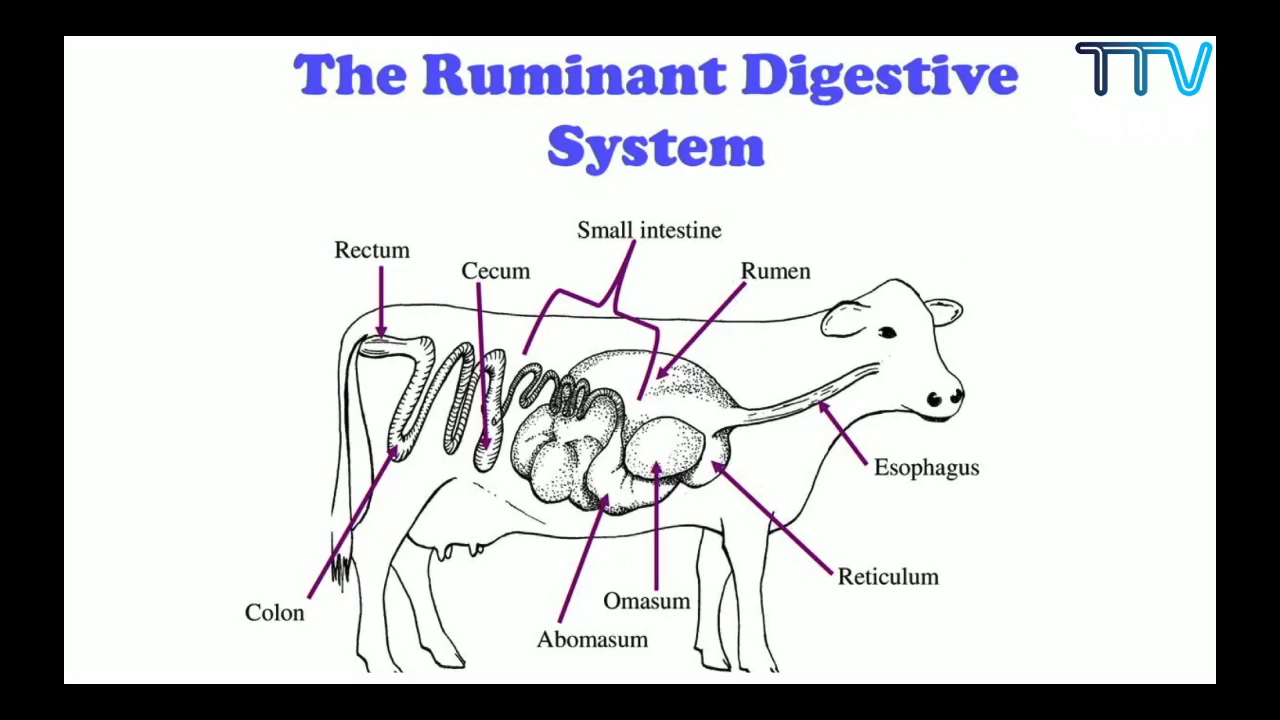 The Ruminant Digestive
System
TTV
Small intestine
Rectum
Cecum
Rumen
Esophagus
Reticulum
Omasum
Colon
Abomasum